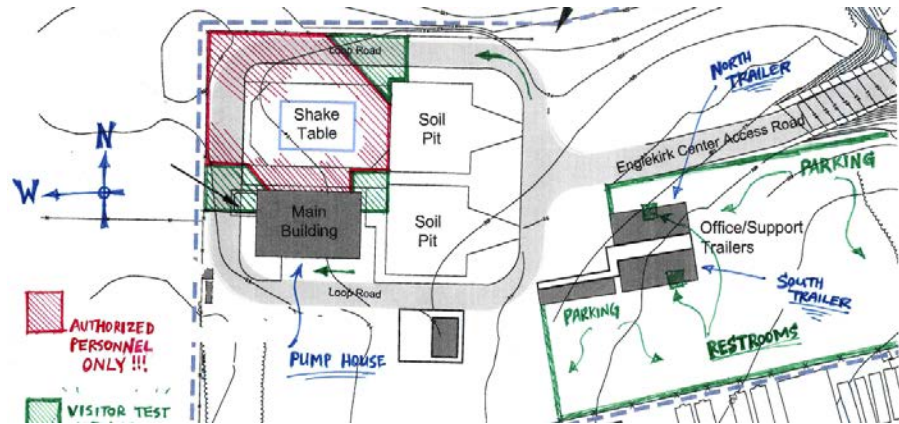 Loop Road
Shake
Table
Soil
Pit
NORTH
TRAILER
Englekirk Center Access Road
PARKING
N
W
Main
Building
Soil
Pit
Office/Support
Trailers
Loop Road
SOUTH
TRAILER
PARKING
RESTROOMS
AUTHORIZED
PERSONNEL
ONLY !!!
PUMP HOUSE
VISITOR TEST